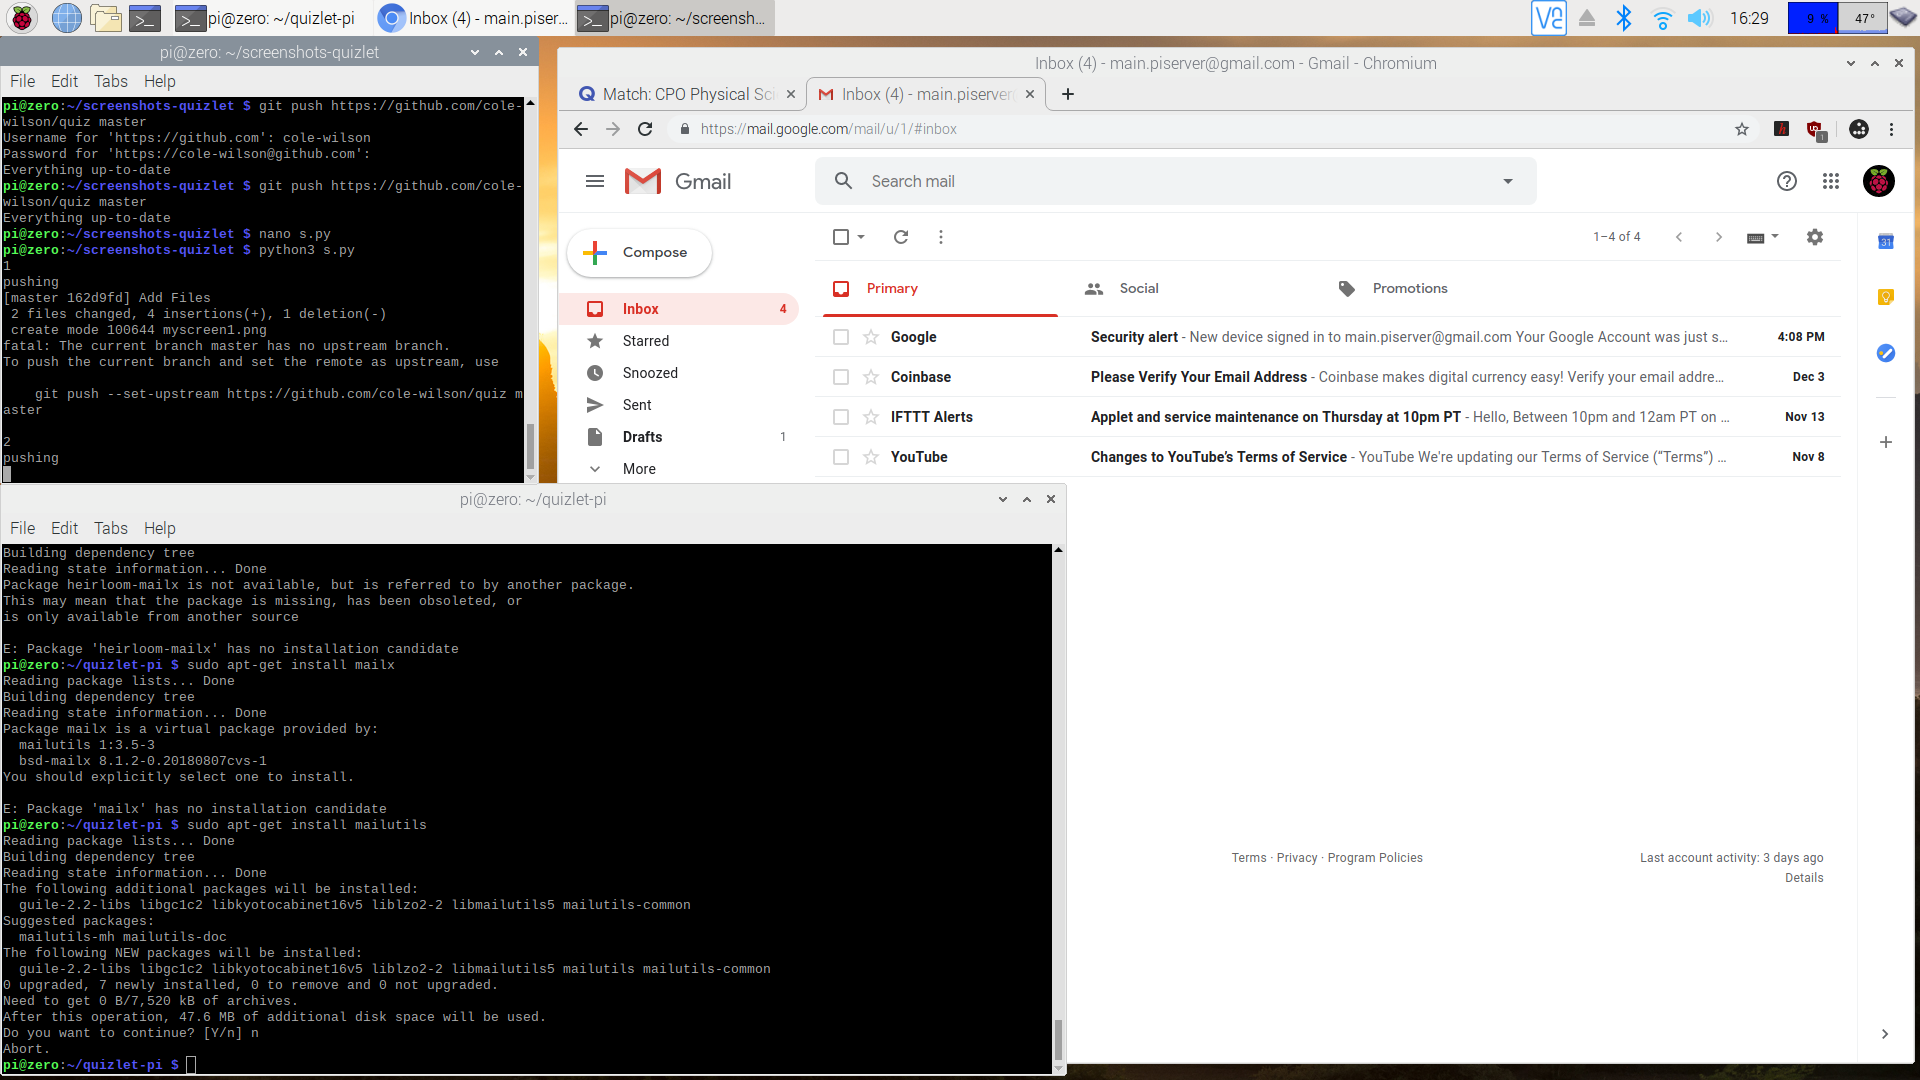 pi@zero: ~/quizlet-pi
Inbox (4) - main.piser...
pi@zero: ~/screensh...
16:29
9 %
47°
pi@zero: ~/screenshots-quizlet
File Edit Tabs Help
pi@zero:~/screenshots-quizlet $ git push https://github.com/cole-
wilson/quiz master
Username for 'https://github.com': cole-wilson
Password for 'https://cole-wilson@github.com':
Everything up-to-date
pi@zero:~/screenshots-quizlet $ git push https://github.com/cole-
wilson/quiz master
Everything up-to-date
pi@zero:~/screenshots-quizlet $ nano s.py
pi@zero:~/screenshots-quizlet $ python3 s.py
1
pushing
[master 162d9fd] Add Files
 2 files changed, 4 insertions(+), 1 deletion(-)
 create mode 100644 myscreen1.png
fatal: The current branch master has no upstream branch.
To push the current branch and set the remote as upstream, use
    git push --set-upstream https://github.com/cole-wilson/quiz m
aster
2
pushing
Inbox (4) - main.piserver@gmail.com - Gmail - Chromium
Match: CPO Physical Sci
Inbox (4) - main.piserver@
https://mail.google.com/mail/u/1/#inbox
Gmail
Search mail
Compose
1–4 of 4
Inbox 4
Starred
Snoozed
Sent
Drafts 1
More
Primary
Social
Promotions
Google Security alert - New device signed in to main.piserver@gmail.com Your Google Account was just s... 4:08 PM
Coinbase Please Verify Your Email Address - Coinbase makes digital currency easy! Verify your email addre... Dec 3
IFTTT Alerts Applet and service maintenance on Thursday at 10pm PT - Hello, Between 10pm and 12am PT on ... Nov 13
YouTube Changes to YouTube's Terms of Service - YouTube We're updating our Terms of Service (“Terms”) ... Nov 8
31
Terms · Privacy · Program Policies
Last account activity: 3 days ago
Details
pi@zero: ~/quizlet-pi
File Edit Tabs Help
Building dependency tree
Reading state information... Done
Package heirloom-mailx is not available, but is referred to by another package.
This may mean that the package is missing, has been obsoleted, or
is only available from another source
E: Package 'heirloom-mailx' has no installation candidate
pi@zero:~/quizlet-pi $ sudo apt-get install mailx
Reading package lists... Done
Building dependency tree
Reading state information... Done
Package mailx is a virtual package provided by:
  mailutils 1:3.5-3
  bsd-mailx 8.1.2-0.20180807cvs-1
You should explicitly select one to install.
E: Package 'mailx' has no installation candidate
pi@zero:~/quizlet-pi $ sudo apt-get install mailutils
Reading package lists... Done
Building dependency tree
Reading state information... Done
The following additional packages will be installed:
  guile-2.2-libs libgc1c2 libkyotocabinet16v5 liblzo2-2 libmailutils5 mailutils-common
Suggested packages:
  mailutils-mh mailutils-doc
The following NEW packages will be installed:
  guile-2.2-libs libgc1c2 libkyotocabinet16v5 liblzo2-2 libmailutils5 mailutils mailutils-common
0 upgraded, 7 newly installed, 0 to remove and 0 not upgraded.
Need to get 0 B/7,520 kB of archives.
After this operation, 47.6 MB of additional disk space will be used.
Do you want to continue? [Y/n] n
Abort.
pi@zero:~/quizlet-pi $